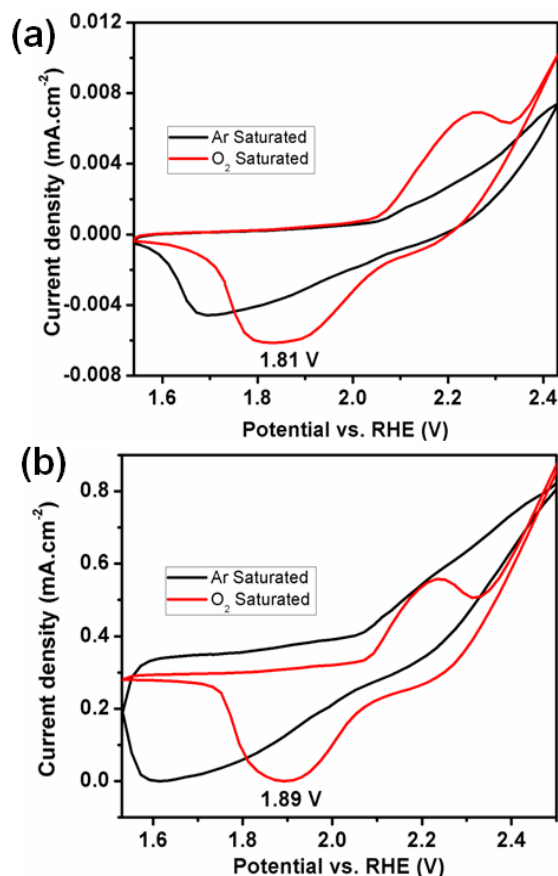 (a)
0.012
0.008
0.004
0.000
-0.004
-0.008
Current density (mA.cm⁻²)
Ar Saturated
O₂ Saturated
1.81 V
1.6 1.8 2.0 2.2 2.4
Potential vs. RHE (V)
(b)
0.8
0.6
0.4
0.2
0.0
Current density (mA.cm⁻²)
Ar Saturated
O₂ Saturated
1.89 V
1.6 1.8 2.0 2.2 2.4
Potential vs. RHE (V)